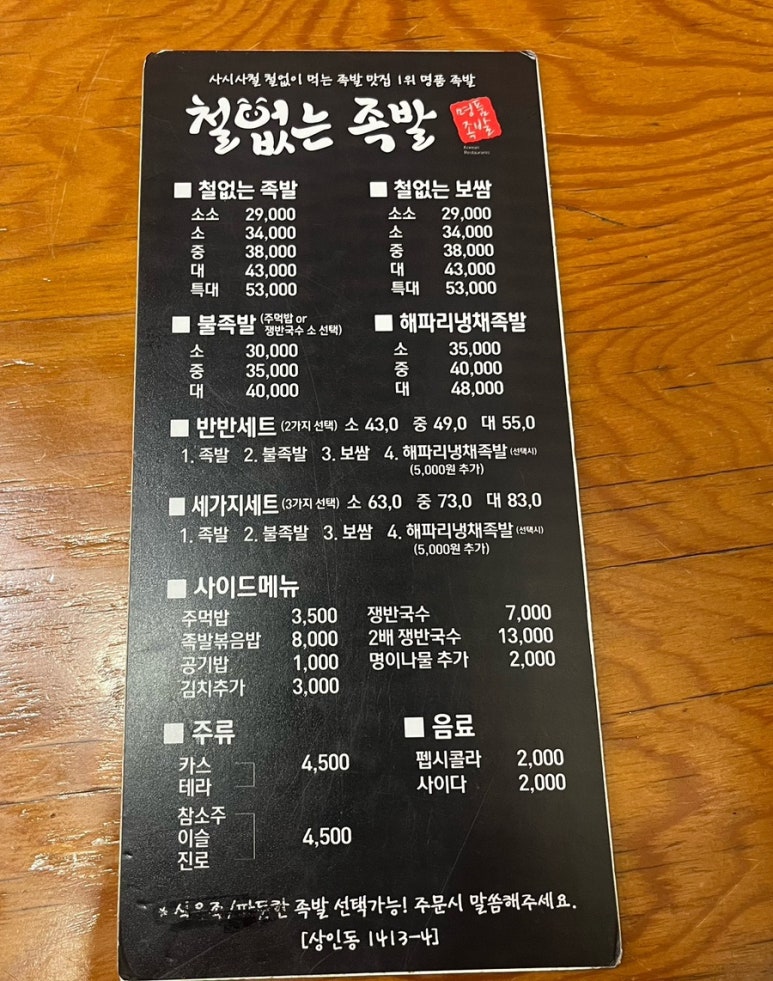 사시사철 철없이 먹는 족발 맛집 1위 명품 족발
철없는 족발
명품
족발
Korean
Restaurants
■ 철없는 족발
소소 29,000
소 34,000
중 38,000
대 43,000
특대 53,000
■ 철없는 보쌈
소소 29,000
소 34,000
중 38,000
대 43,000
특대 53,000
■ 불족발 (주먹밥 or
쟁반국수 소 선택)
소 30,000
중 35,000
대 40,000
■ 해파리냉채족발
소 35,000
중 40,000
대 48,000
■ 반반세트 (2가지 선택) 소 43,0 중 49,0 대 55,0
1. 족발 2. 불족발 3. 보쌈 4. 해파리냉채족발 (선택시)
(5,000원 추가)
■ 세가지세트 (3가지 선택) 소 63,0 중 73,0 대 83,0
1. 족발 2. 불족발 3. 보쌈 4. 해파리냉채족발 (선택시)
(5,000원 추가)
■ 사이드메뉴
주먹밥 3,500
족발볶음밥 8,000
공기밥 1,000
김치추가 3,000
쟁반국수 7,000
2배 쟁반국수 13,000
명이나물 추가 2,000
■ 주류
카스
테라
4,500
참소주
이슬
진로
4,500
■ 음료
펩시콜라 2,000
사이다 2,000
* 족발 선택가능! 주문시 말씀해주세요.
[상인동 1413-4]